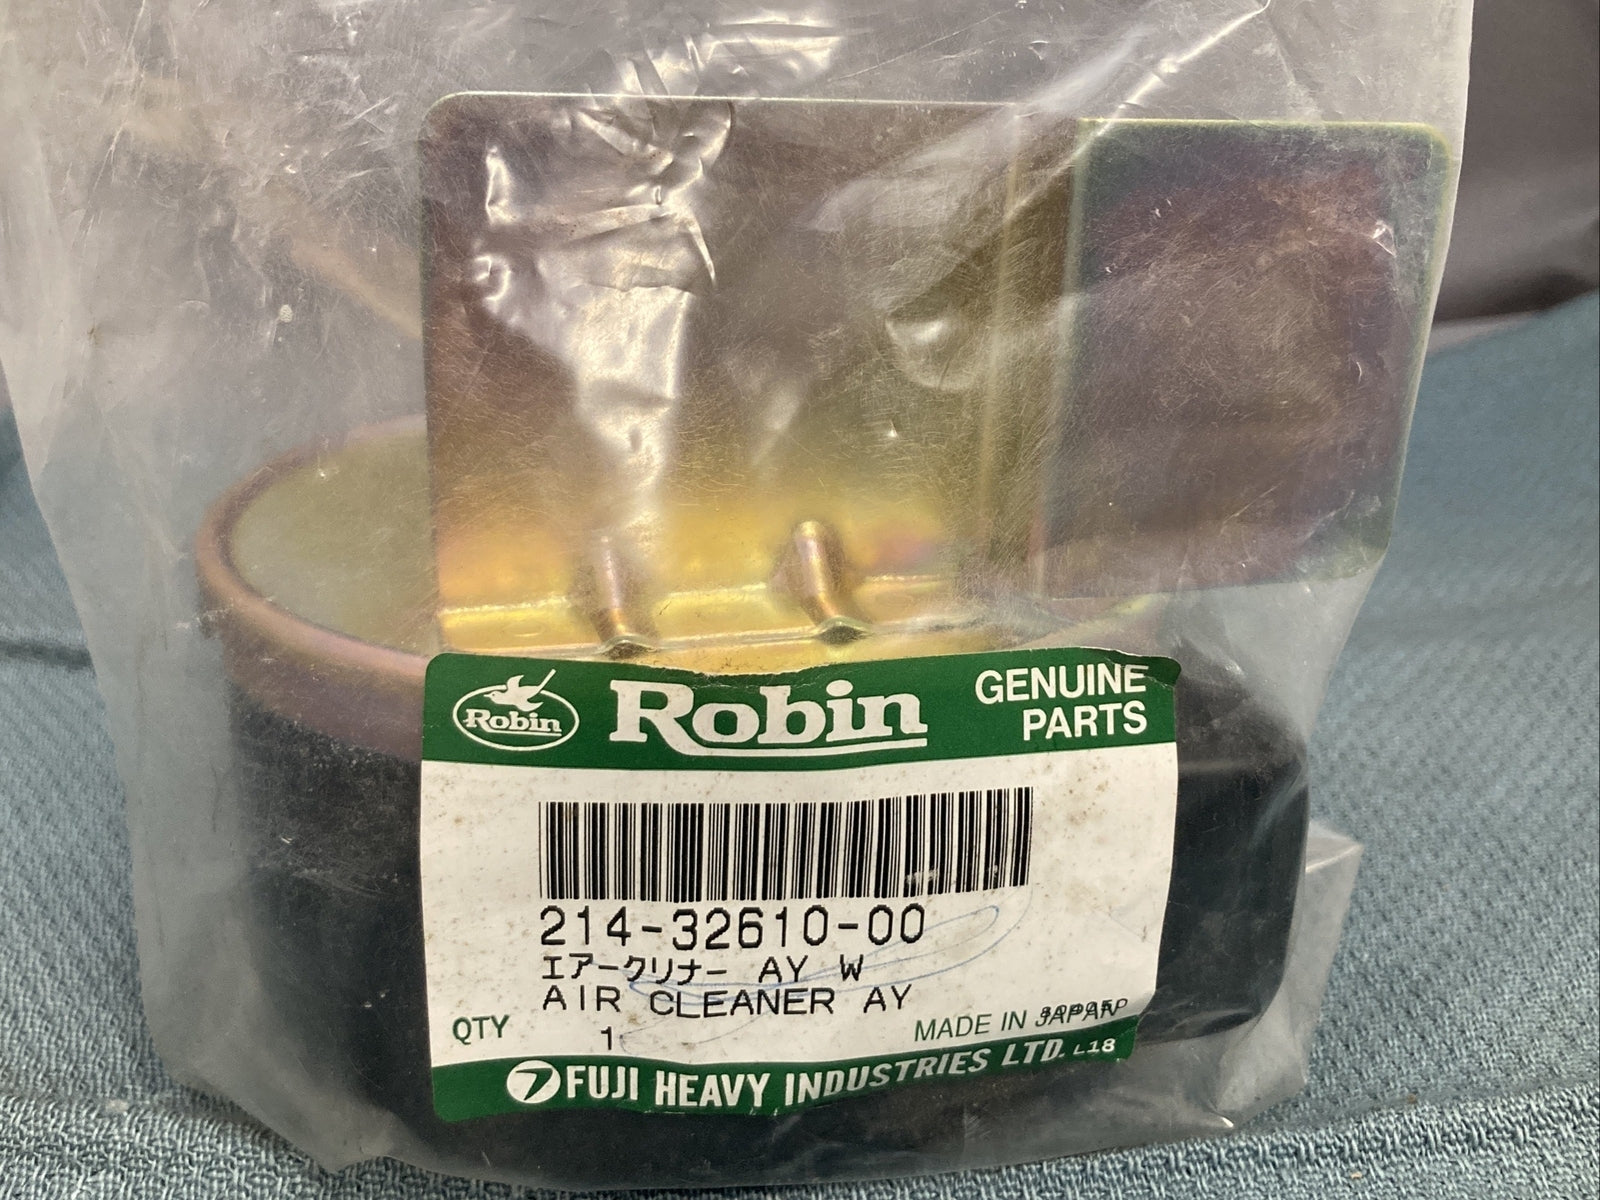 Robin
Robin
GENUINE
PARTS
214-32610-00
エアークリナー AY W
AIR CLEANER AY
QTY 1
MADE IN JAPAN
FUJI HEAVY INDUSTRIES LTD. L18